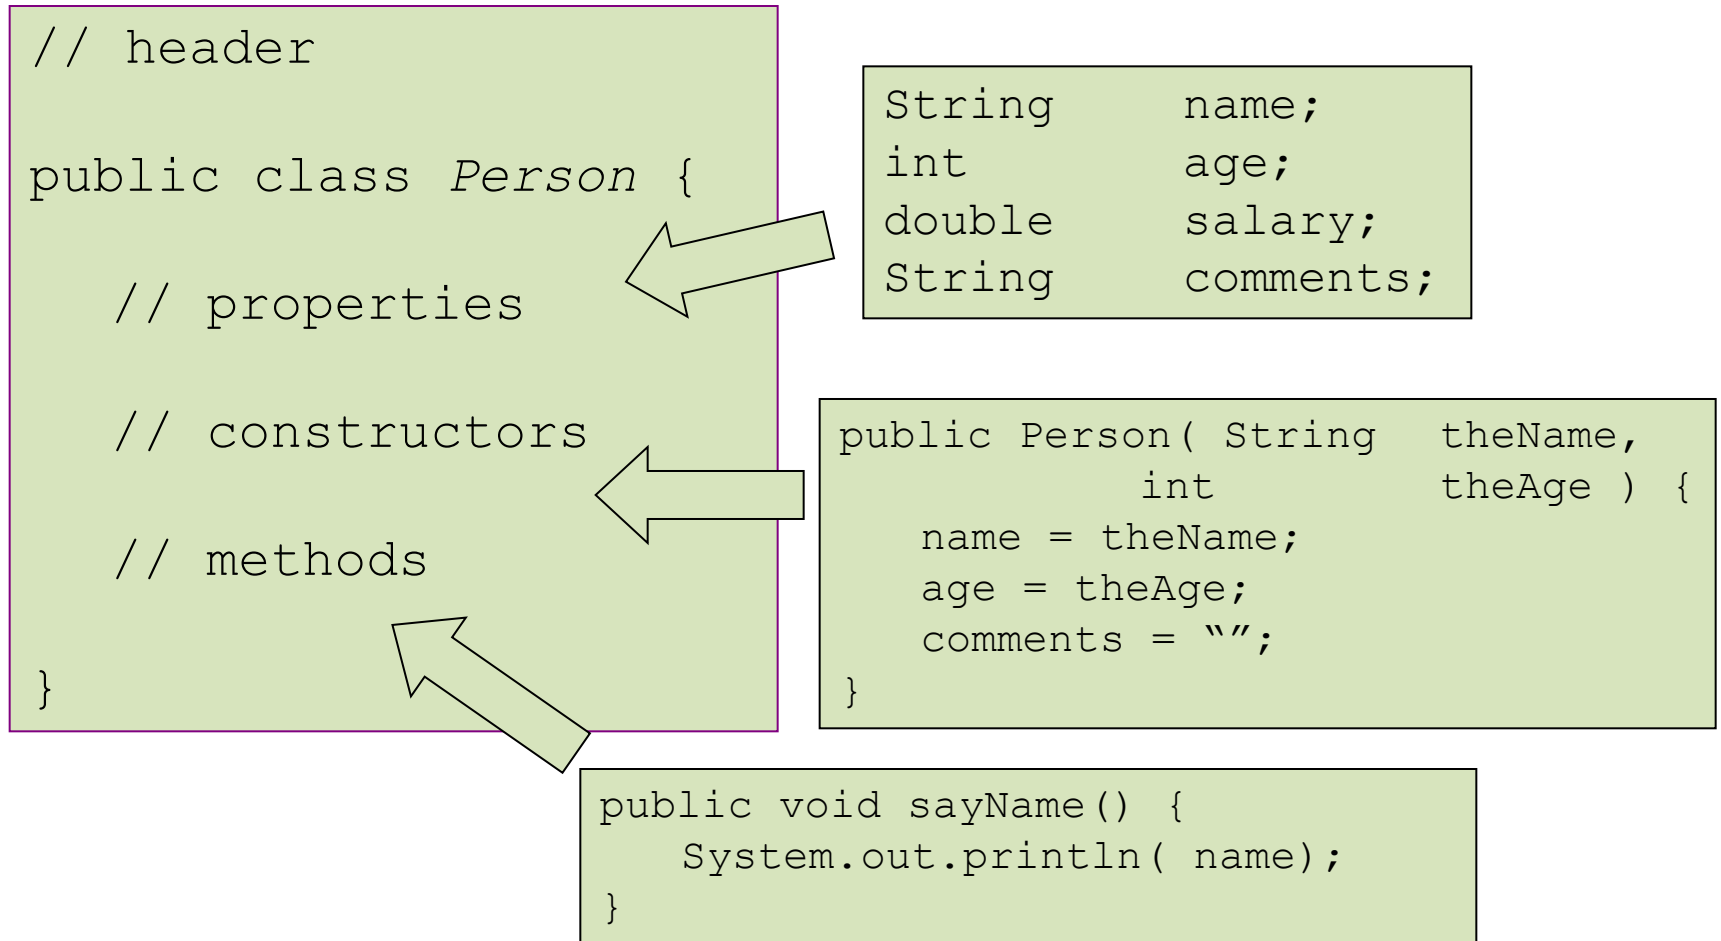 // header
public class Person {
// properties
// constructors
// methods
}
String name;
int age;
double salary;
String comments;
public Person( String theName,
int theAge ) {
name = theName;
age = theAge;
comments = “”;
}
public void sayName() {
System.out.println( name);
}